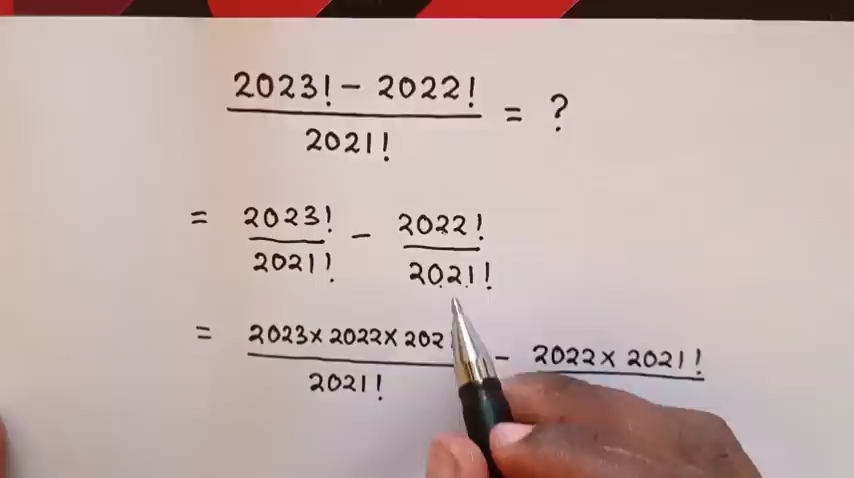 2023! - 2022! / 2021! = ?
= 2023! / 2021! - 2022! / 2021!
= 2023 x 2022 x 202 / 2021! - 2022 x 2021!